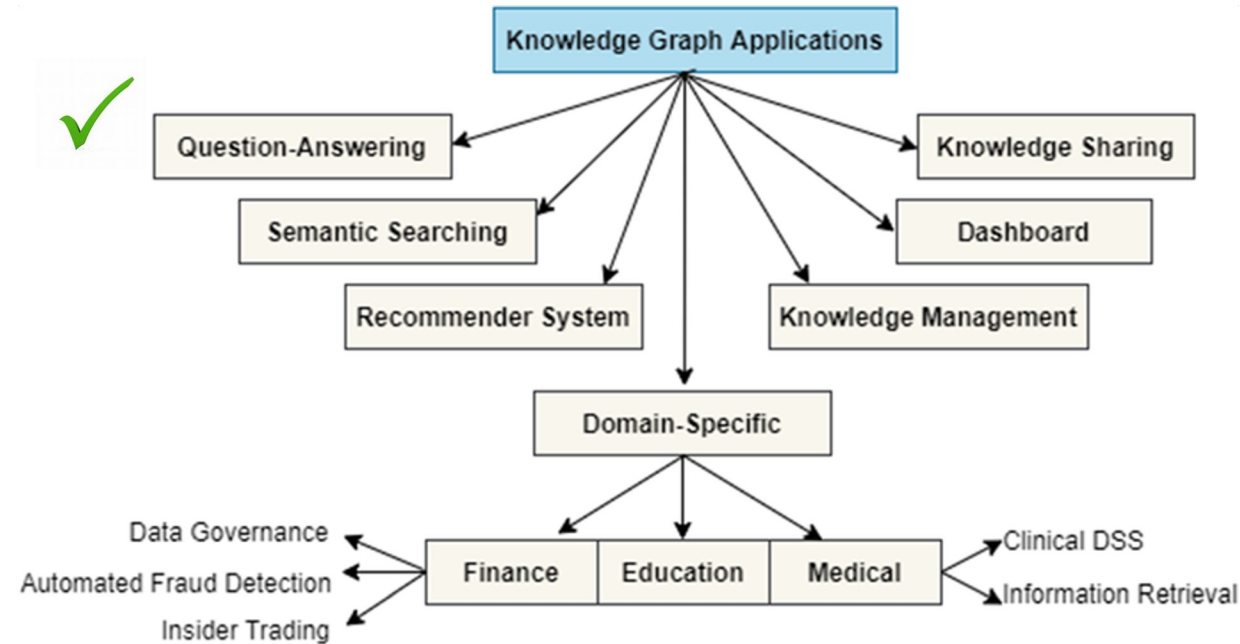 Knowledge Graph Applications
Question-Answering
Knowledge Sharing
Semantic Searching
Dashboard
Recommender System
Knowledge Management
Domain-Specific
Data Governance
Automated Fraud Detection
Insider Trading
Finance
Education
Medical
Clinical DSS
Information Retrieval